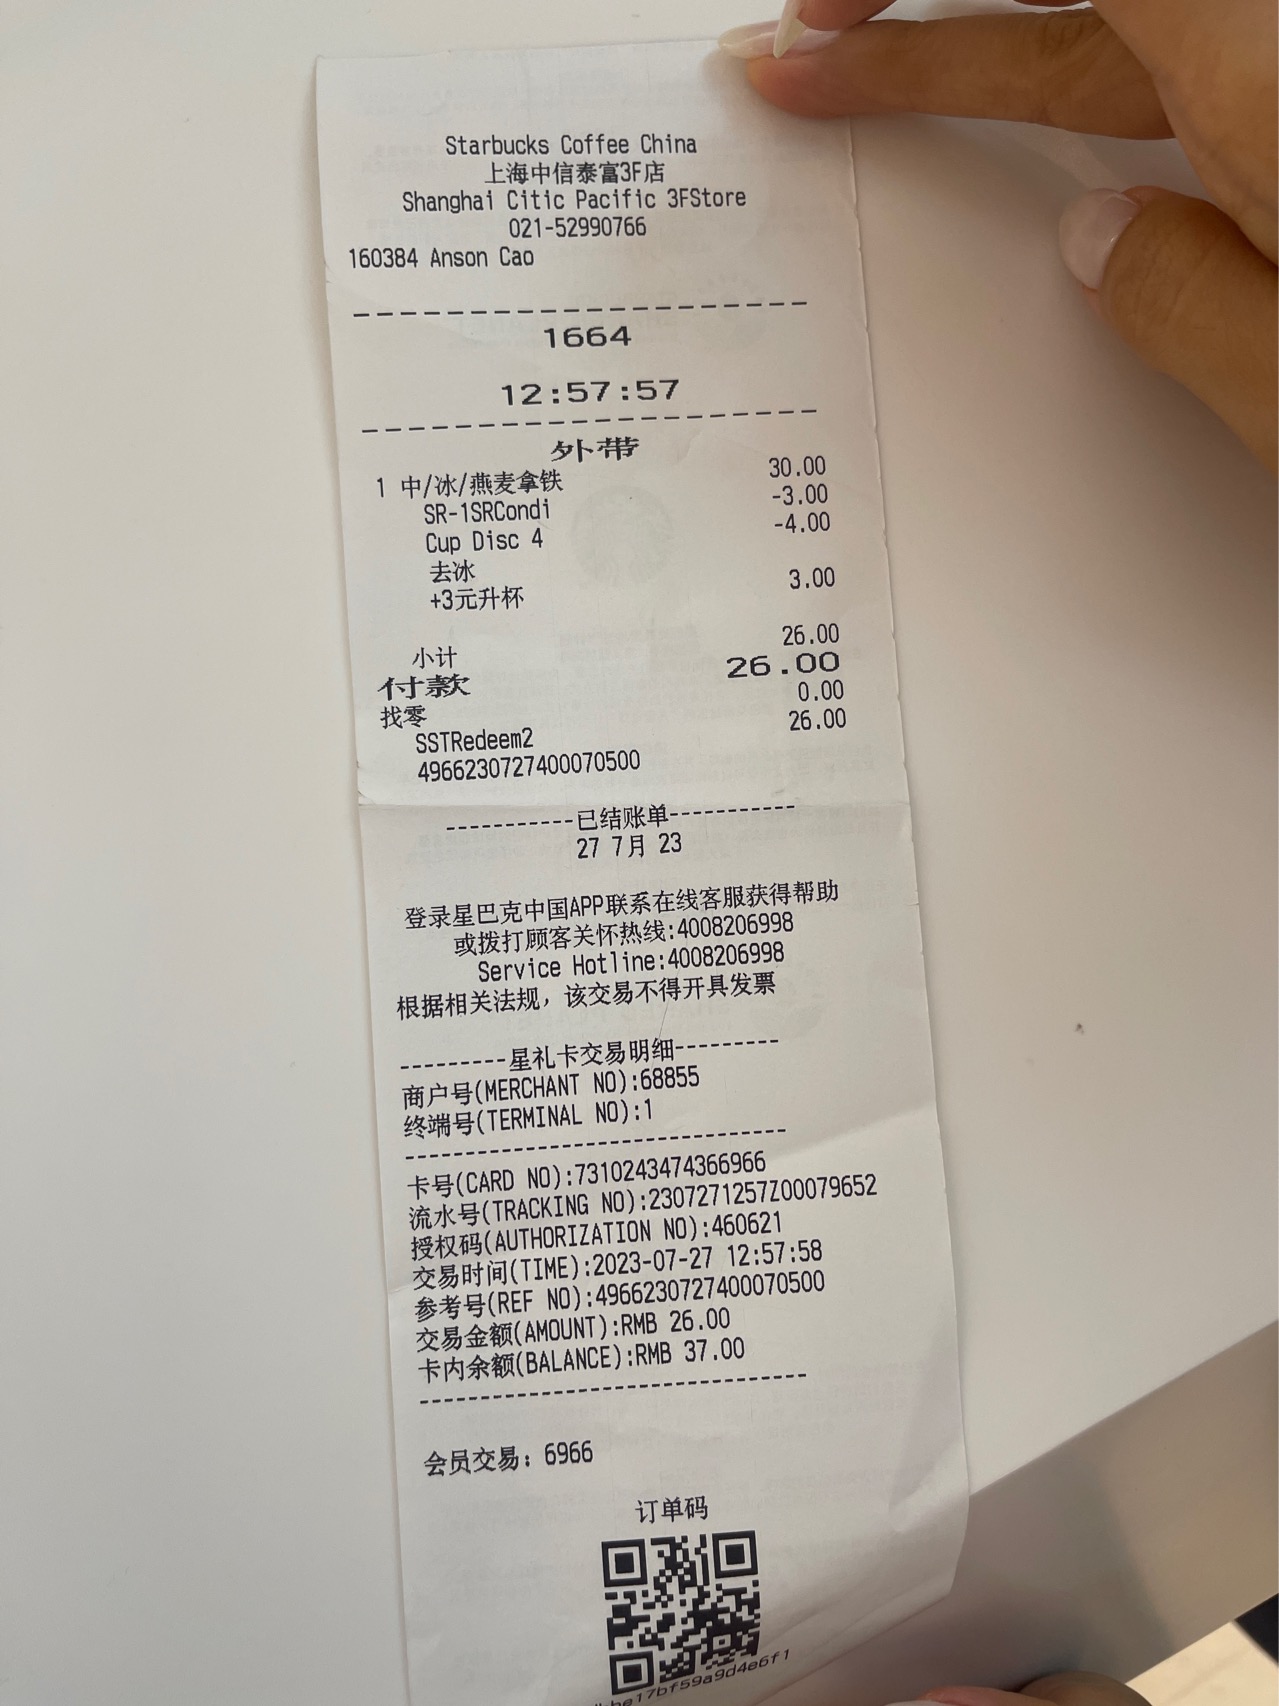 Starbucks Coffee China
上海中信泰富3F店
Shanghai Citic Pacific 3FStore
021-52990766
160384 Anson Cao
1664
12:57:57
外带
1 中/冰/燕麦拿铁 30.00
SR-1SRCondi -3.00
Cup Disc 4 -4.00
去冰
+3元升杯 3.00
小计 26.00
付款 26.00
找零 0.00
SSTRedeem2 26.00
4966230727400070500
-----------已结账单-----------
27 7月 23
登录星巴克中国APP联系在线客服获得帮助
或拨打顾客关怀热线:4008206998
Service Hotline:4008206998
根据相关法规，该交易不得开具发票
---------星礼卡交易明细---------
商户号(MERCHANT NO):68855
终端号(TERMINAL NO):1
卡号(CARD NO):7310243474366966
流水号(TRACKING NO):2307271257Z00079652
授权码(AUTHORIZATION NO):460621
交易时间(TIME):2023-07-27 12:57:58
参考号(REF NO):4966230727400070500
交易金额(AMOUNT):RMB 26.00
卡内余额(BALANCE):RMB 37.00
会员交易: 6966
订单码